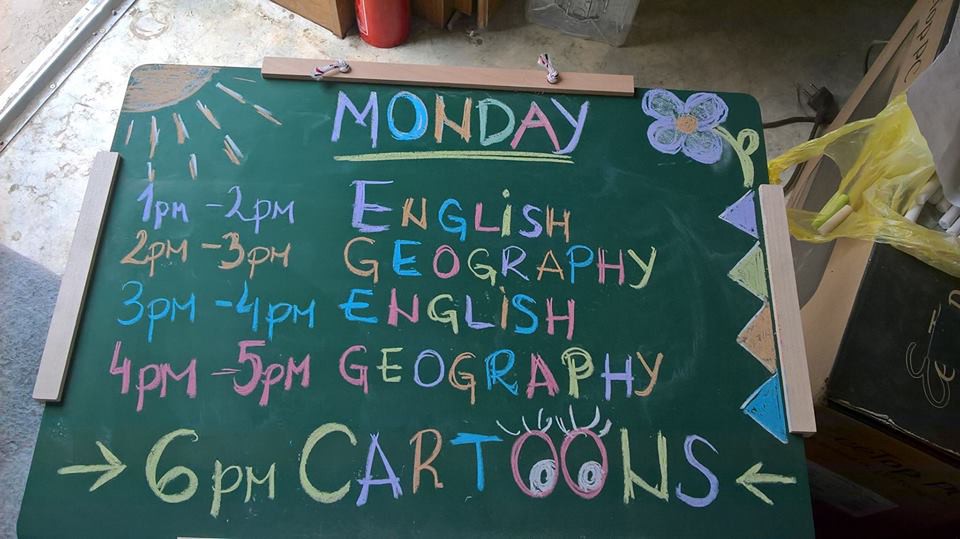 MONDAY
1pm - 2pm ENGLiSH
2pm - 3pm GEOGRAPHY
3pm - 4pm ENGLiSH
4pm - 5pm GEOGRAPHY
→ 6pm CARTOONS ←